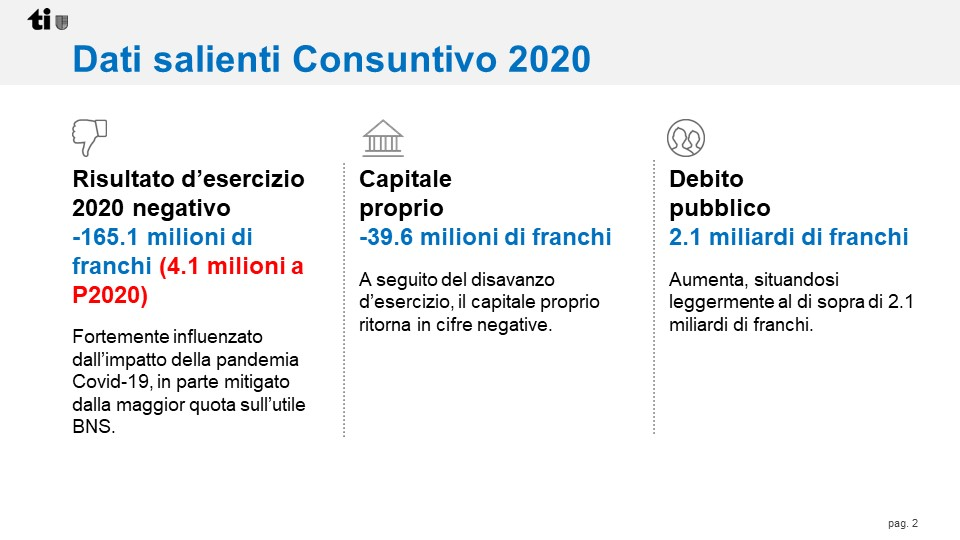 ti
Dati salienti Consuntivo 2020
Risultato d’esercizio
2020 negativo
-165.1 milioni di
franchi (4.1 milioni a
P2020)
Fortemente influenzato
dall’impatto della pandemia
Covid-19, in parte mitigato
dalla maggior quota sull’utile
BNS.
Capitale
proprio
-39.6 milioni di franchi
A seguito del disavanzo
d’esercizio, il capitale proprio
ritorna in cifre negative.
Debito
pubblico
2.1 miliardi di franchi
Aumenta, situandosi
leggermente al di sopra di 2.1
miliardi di franchi.
pag. 2